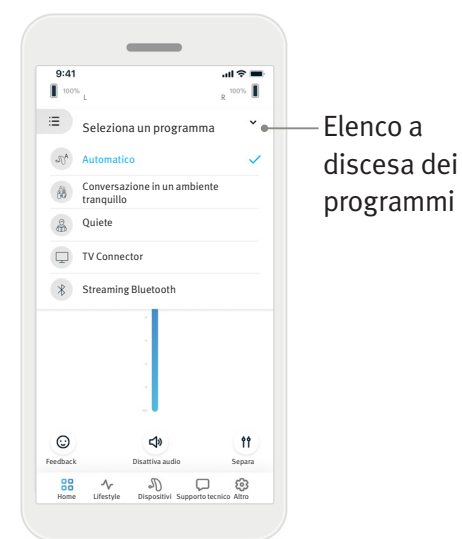 9:41
100% L
R 100%
Seleziona un programma
Automatico
Conversazione in un ambiente
tranquillo
Quiete
TV Connector
Streaming Bluetooth
Feedback
Disattiva audio
Separa
Home
Lifestyle
Dispositivi
Supporto tecnico
Altro
Elenco a
discesa dei
programmi